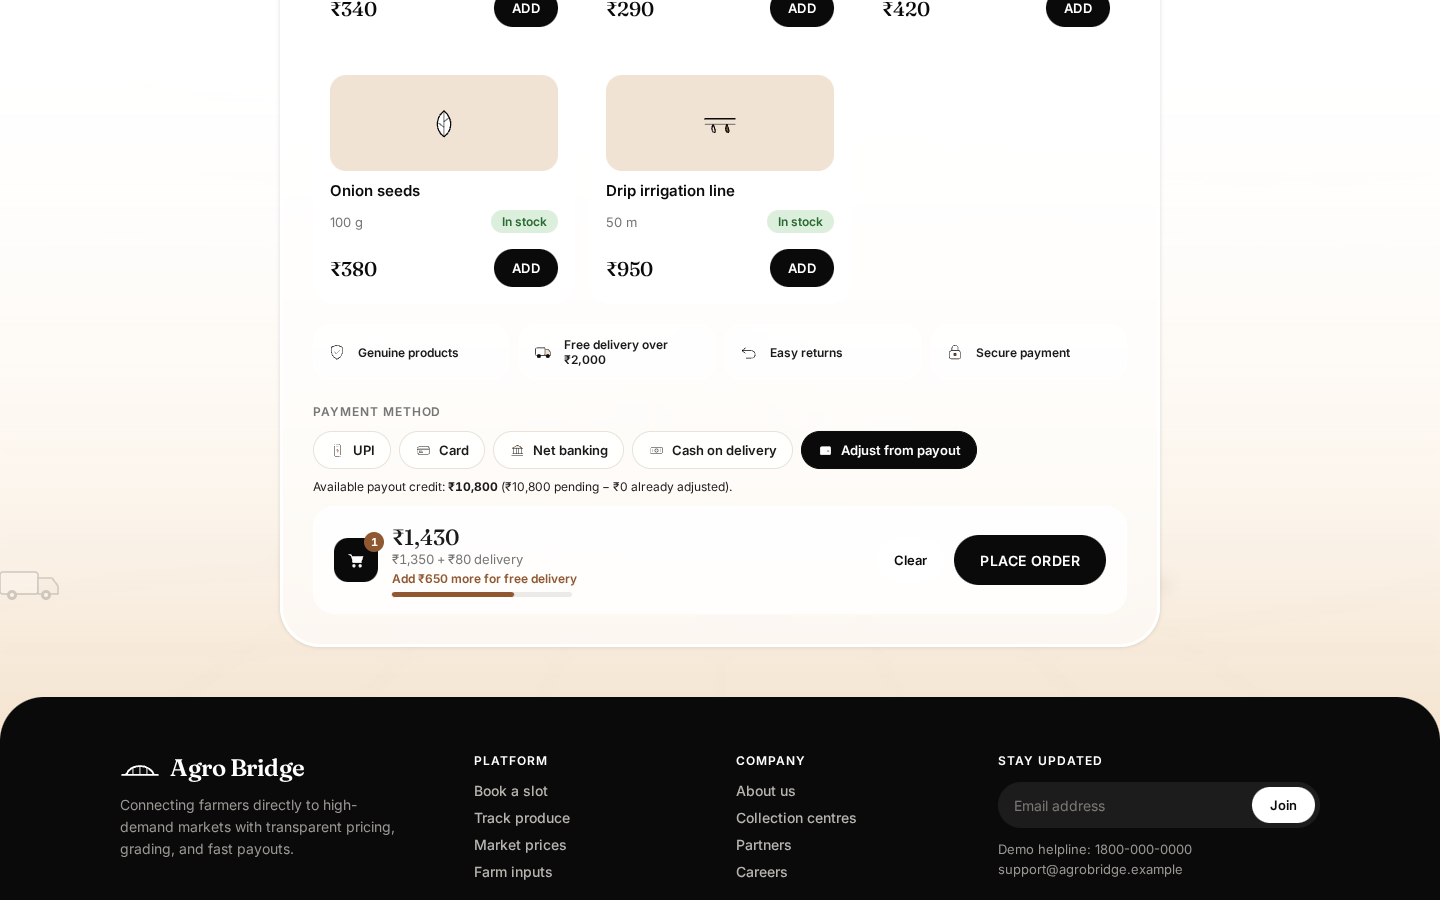 ₹340 ADD ₹290 ADD ₹420 ADD
Onion seeds
100 g In stock
₹380 ADD
Drip irrigation line
50 m In stock
₹950 ADD
Genuine products
Free delivery over
₹2,000
Easy returns
Secure payment
PAYMENT METHOD
UPI Card Net banking Cash on delivery Adjust from payout
Available payout credit: ₹10,800 (₹10,800 pending − ₹0 already adjusted).
1
₹1,430
₹1,350 + ₹80 delivery
Add ₹650 more for free delivery
Clear PLACE ORDER
Agro Bridge
Connecting farmers directly to high-
demand markets with transparent pricing,
grading, and fast payouts.
PLATFORM
Book a slot
Track produce
Market prices
Farm inputs
COMPANY
About us
Collection centres
Partners
Careers
STAY UPDATED
Email address Join
Demo helpline: 1800-000-0000
support@agrobridge.example